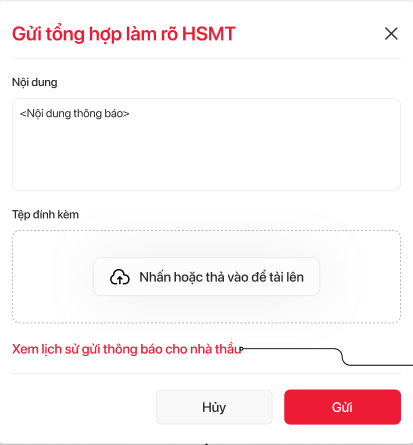 Gửi tổng hợp làm rõ HSMT
Nội dung
<Nội dung thông báo>
Tệp đính kèm
Nhấn hoặc thả vào để tải lên
Xem lịch sử gửi thông báo cho nhà thầu
Hủy
Gửi